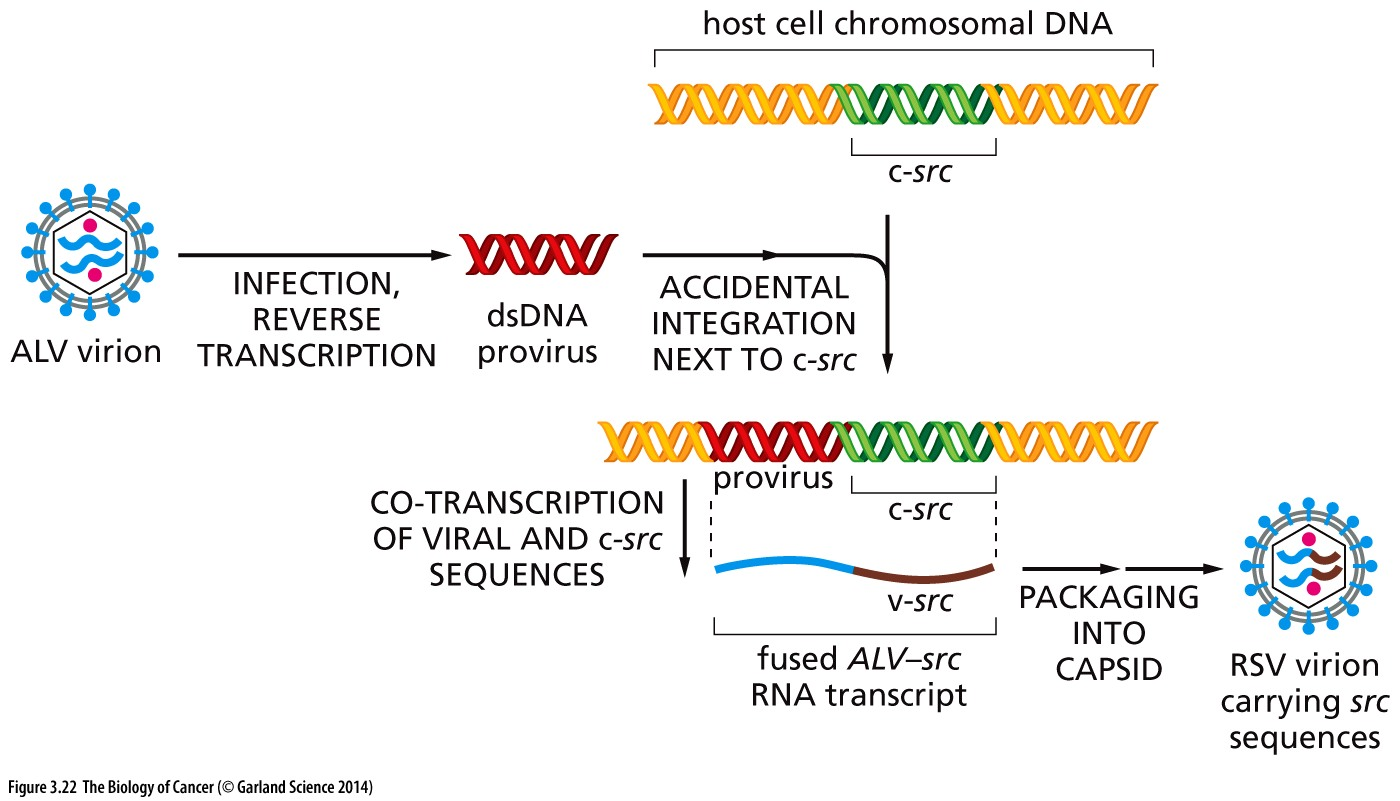 host cell chromosomal DNA
c-src
ALV virion
INFECTION,
REVERSE
TRANSCRIPTION
dsDNA
provirus
ACCIDENTAL
INTEGRATION
NEXT TO c-src
provirus
c-src
CO-TRANSCRIPTION
OF VIRAL AND c-src
SEQUENCES
v-src
fused ALV–src
RNA transcript
PACKAGING
INTO
CAPSID
RSV virion
carrying src
sequences
Figure 3.22 The Biology of Cancer (© Garland Science 2014)